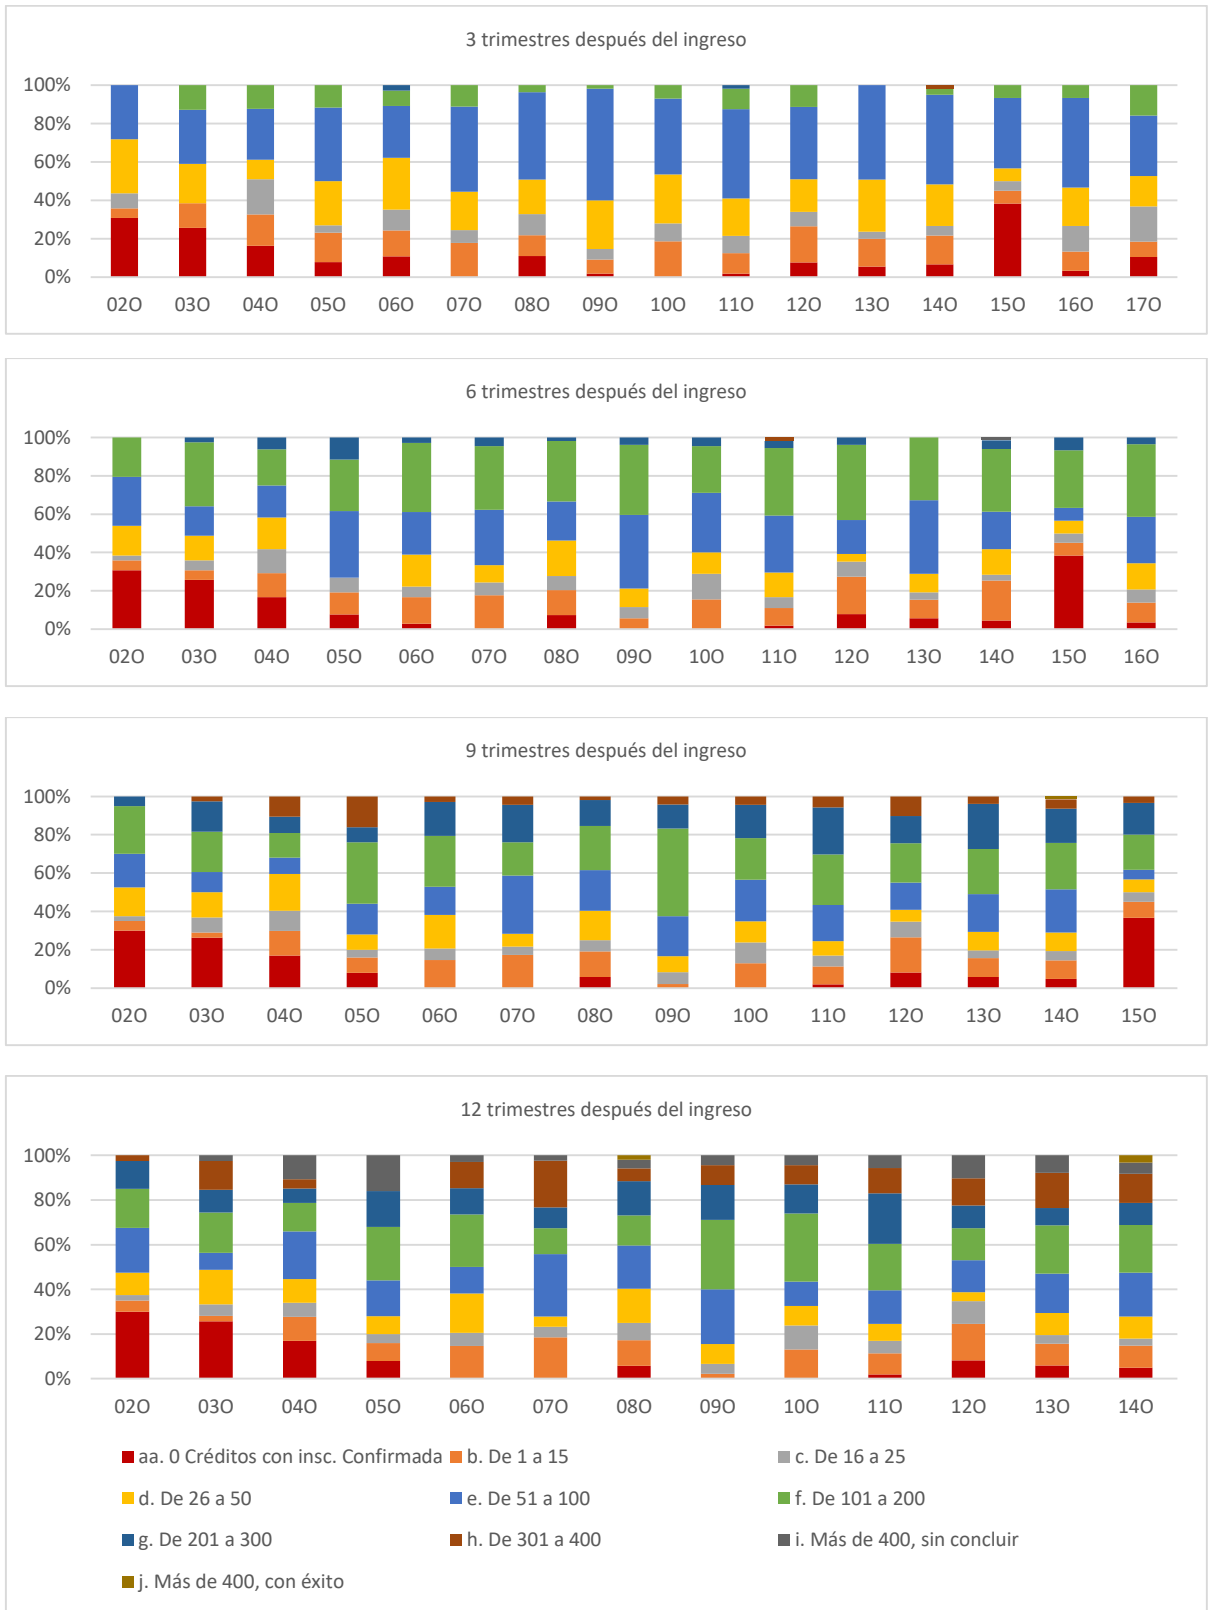 3 trimestres después del ingreso
100%
80%
60%
40%
20%
0%
02O 03O 04O 05O 06O 07O 08O 09O 10O 11O 12O 13O 14O 15O 16O 17O
6 trimestres después del ingreso
100%
80%
60%
40%
20%
0%
02O 03O 04O 05O 06O 07O 08O 09O 10O 11O 12O 13O 14O 15O 16O
9 trimestres después del ingreso
100%
80%
60%
40%
20%
0%
02O 03O 04O 05O 06O 07O 08O 09O 10O 11O 12O 13O 14O 15O
12 trimestres después del ingreso
100%
80%
60%
40%
20%
0%
02O 03O 04O 05O 06O 07O 08O 09O 10O 11O 12O 13O 14O
aa. 0 Créditos con insc. Confirmada b. De 1 a 15 c. De 16 a 25
d. De 26 a 50 e. De 51 a 100 f. De 101 a 200
g. De 201 a 300 h. De 301 a 400 i. Más de 400, sin concluir
j. Más de 400, con éxito